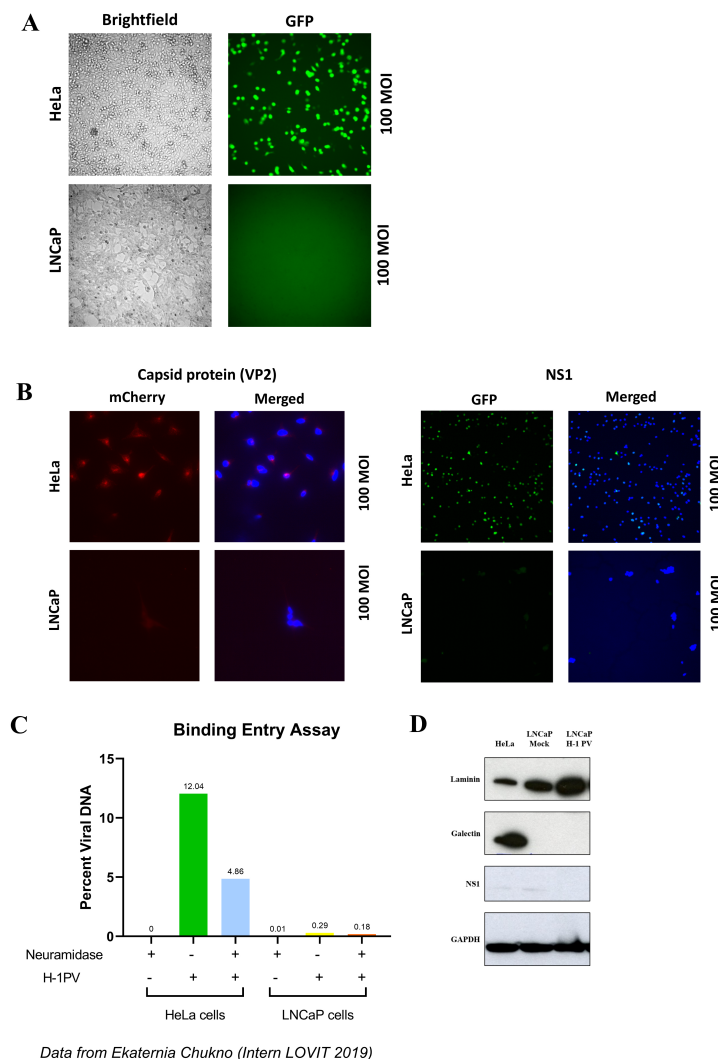 A
Brightfield
GFP
HeLa
100 MOI
LNCaP
100 MOI
B
Capsid protein (VP2)
NS1
mCherry
Merged
GFP
Merged
HeLa
100 MOI
HeLa
100 MOI
LNCaP
100 MOI
LNCaP
100 MOI
C
Binding Entry Assay
Percent Viral DNA
15
10
5
0
0
12.04
4.86
0.01
0.29
0.18
Neuramidase + - + + - +
H-1PV - + + - + +
HeLa cells
LNCaP cells
D
HeLa
LNCaP
Mock
LNCaP
H-1 PV
Laminin
Galectin
NS1
GAPDH
Data from Ekaternia Chukno (Intern LOVIT 2019)